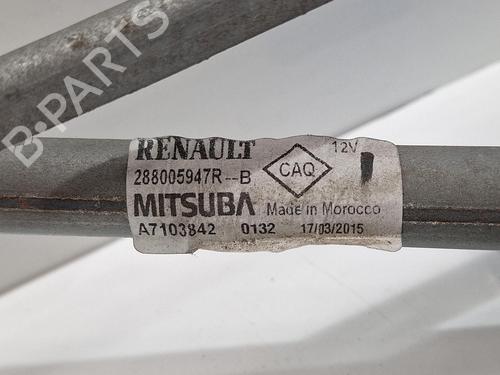 B-PARTS
RENAULT
12V
288005947R--B
CAQ
MITSUBA Made in Morocco
A7103842 0132 17/03/2015